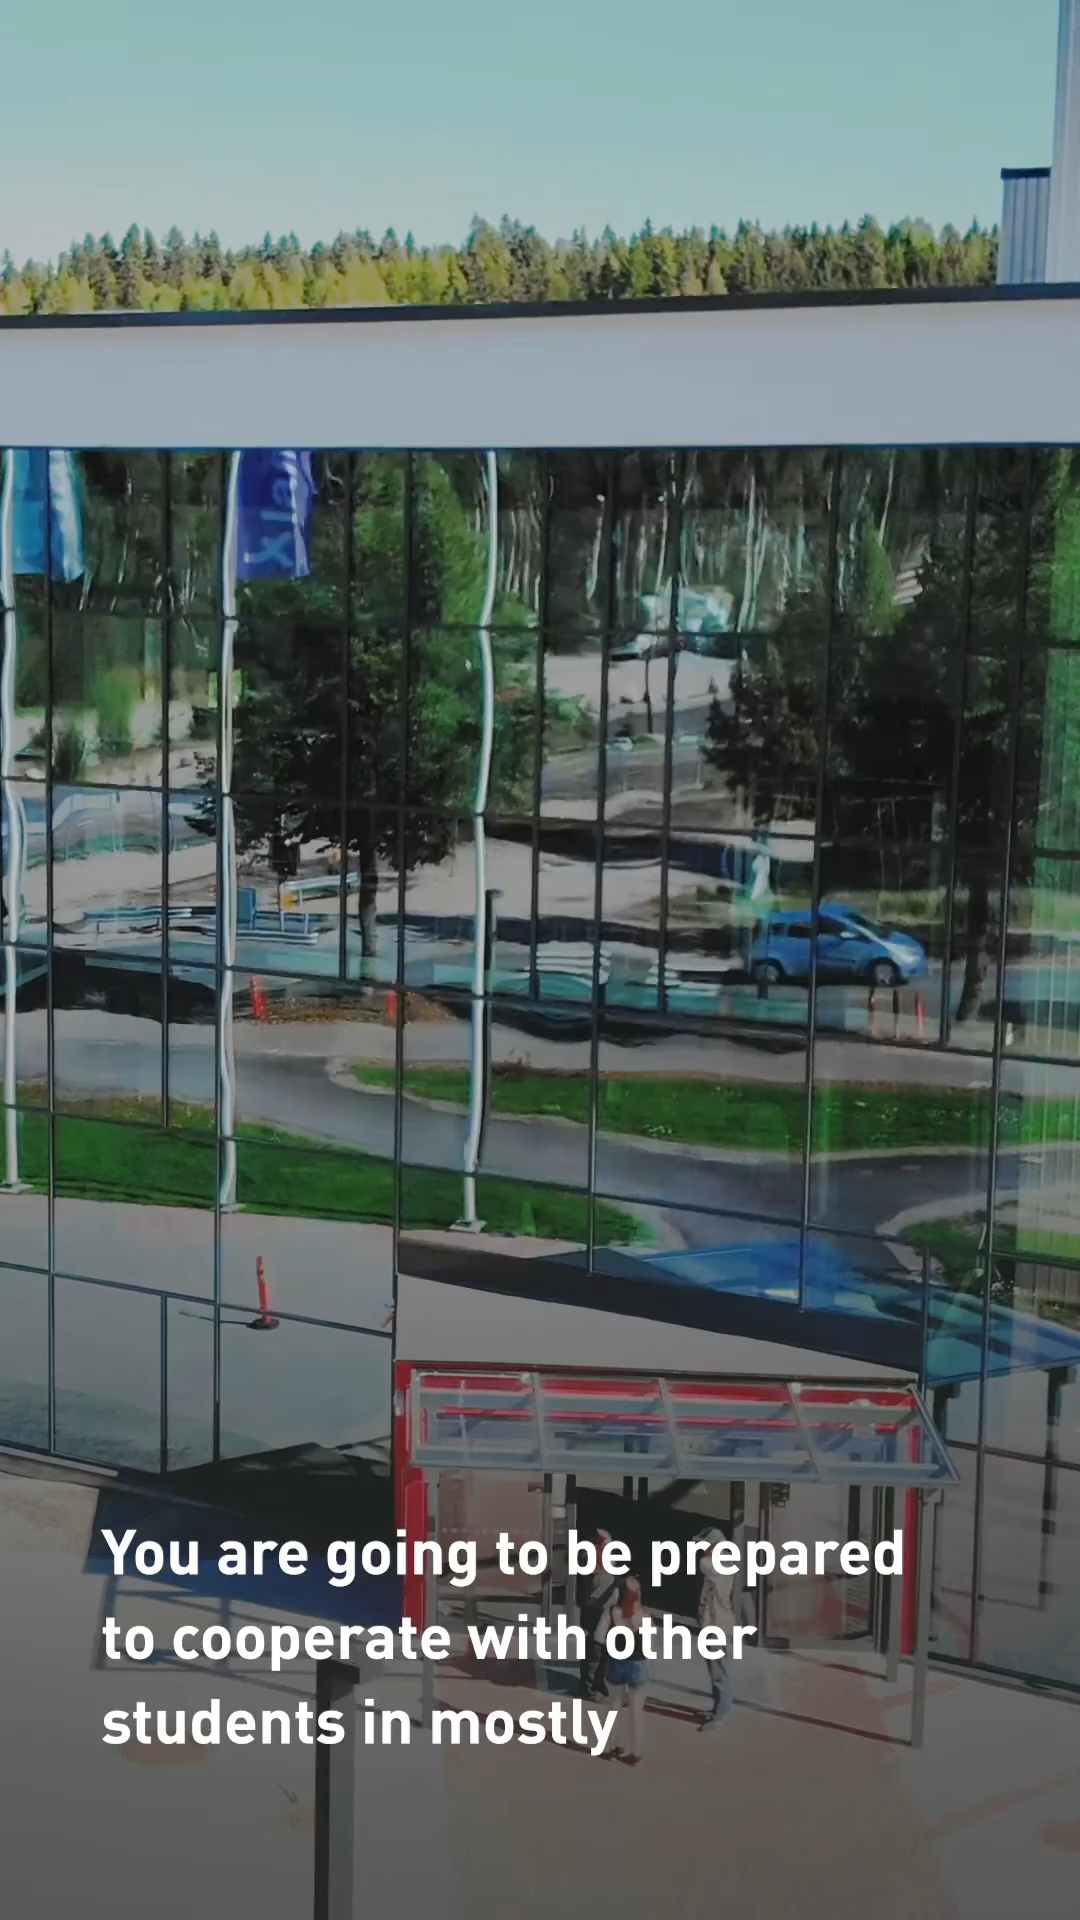 You are going to be prepared
to cooperate with other
students in mostly